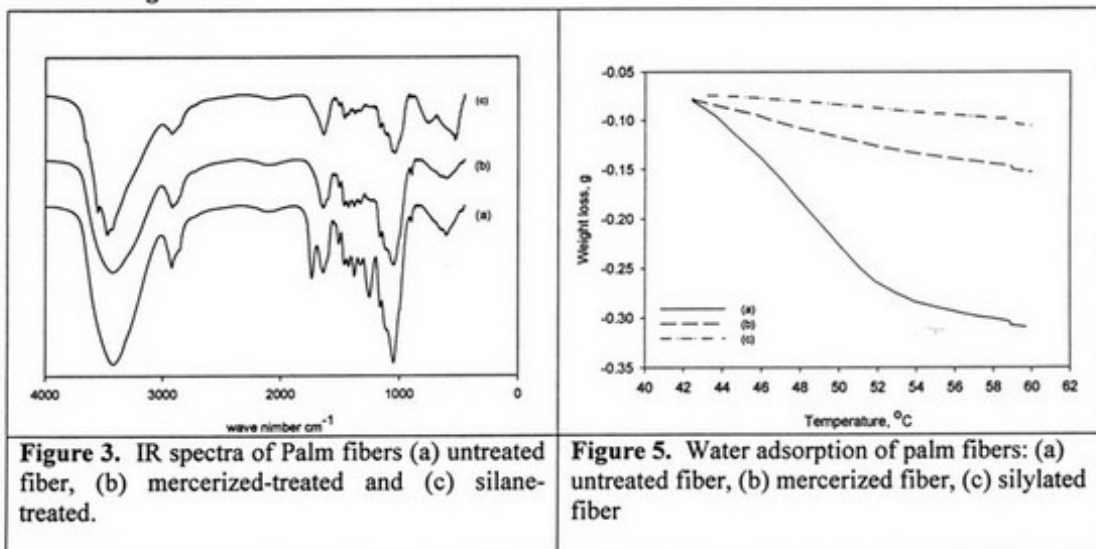 (c)
(b)
(a)
4000 3000 2000 1000 0
wave nimber cm⁻¹
Figure 3. IR spectra of Palm fibers (a) untreated
fiber, (b) mercerized-treated and (c) silane-
treated.
-0.05
-0.10
-0.15
-0.20
-0.25
-0.30
-0.35
Weight loss, g
(a)
(b)
(c)
40 42 44 46 48 50 52 54 56 58 60 62
Temperature, °C
Figure 5. Water adsorption of palm fibers: (a)
untreated fiber, (b) mercerized fiber, (c) silylated
fiber